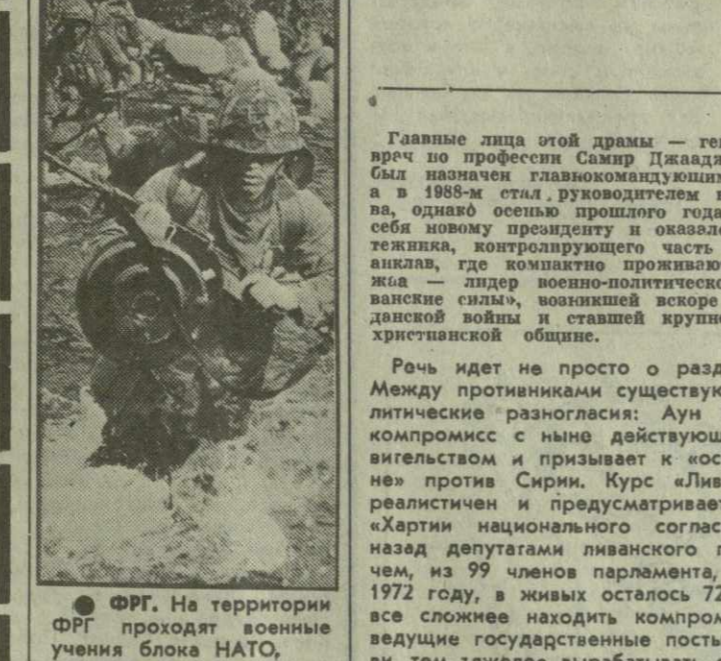 ФРГ. На территории
ФРГ проходят военные
учения блока НАТО,
Главные лица этой драмы — ген
врач по профессии Самир Джаадж
был назначен главнокомандующим
а в 1988-м стал руководителем
ва, однако осенью прошлого года
себя новому президенту и оказалс
тежника, контролирующего часть
анклав, где компактно проживаю
жаа — лидер военно-политическо
ванские силы», возникшей вскоре
данской войны и ставшей крупно
христианской общине.
Речь идет не просто о разд
Между противниками существую
литические разногласия: Аун
компромисс с ныне действующ
вительством и призывает к «ос
не» против Сирии. Курс «Лив
реалистичен и предусматривает
«Хартии национального соглас
назад депутатами ливанского п
чем, из 99 членов парламента,
1972 году, в живых осталось 72
все сложнее находить компром
ведущие государственные посты